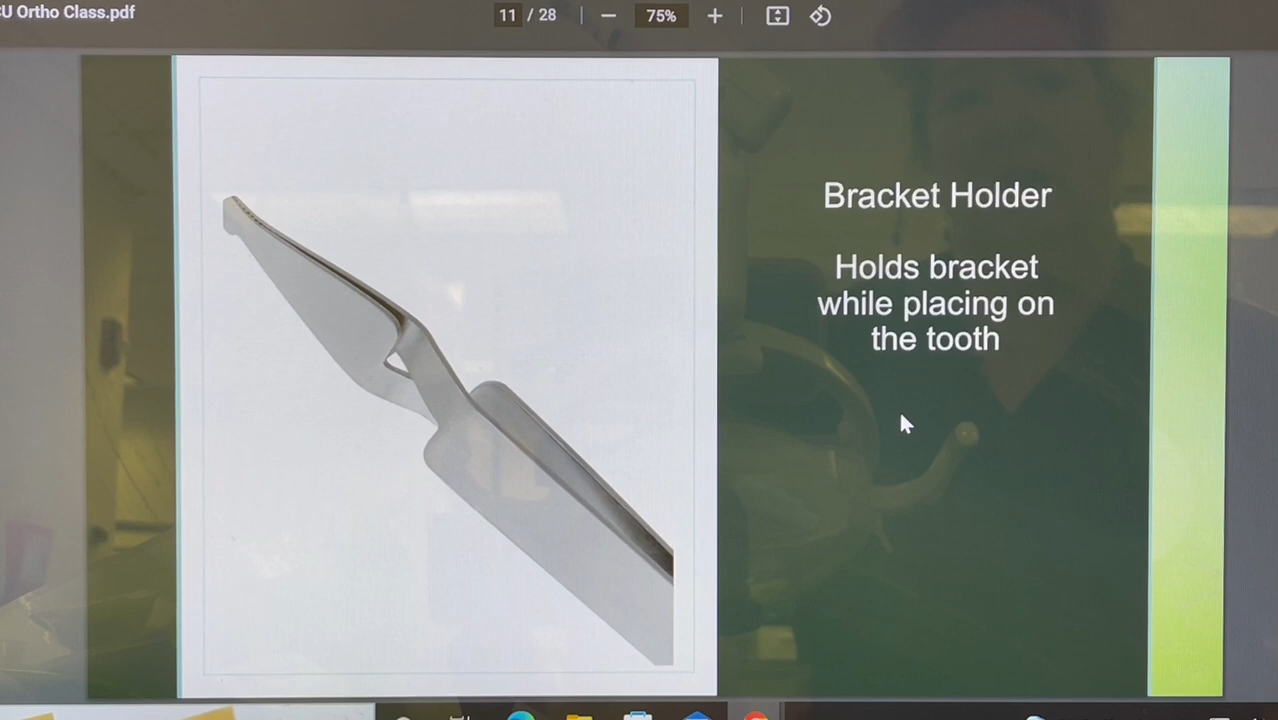 U Ortho Class.pdf
11 / 28
75%
Bracket Holder
Holds bracket
while placing on
the tooth